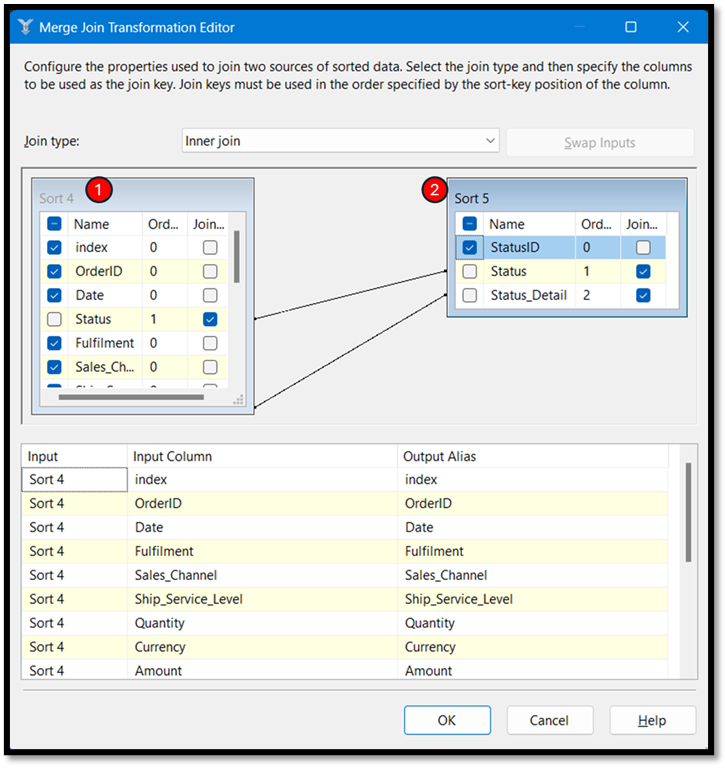 Merge Join Transformation Editor
Configure the properties used to join two sources of sorted data. Select the join type and then specify the columns
to be used as the join key. Join keys must be used in the order specified by the sort-key position of the column.
Join type: Inner join Swap Inputs
Sort 4 1
Name Ord... Join...
index 0
OrderID 0
Date 0
Status 1
Fulfilment 0
Sales_Ch... 0
2 Sort 5
Name Ord... Join...
StatusID 0
Status 1
Status_Detail 2
Input Input Column Output Alias
Sort 4 index index
Sort 4 OrderID OrderID
Sort 4 Date Date
Sort 4 Fulfilment Fulfilment
Sort 4 Sales_Channel Sales_Channel
Sort 4 Ship_Service_Level Ship_Service_Level
Sort 4 Quantity Quantity
Sort 4 Currency Currency
Sort 4 Amount Amount
OK Cancel Help